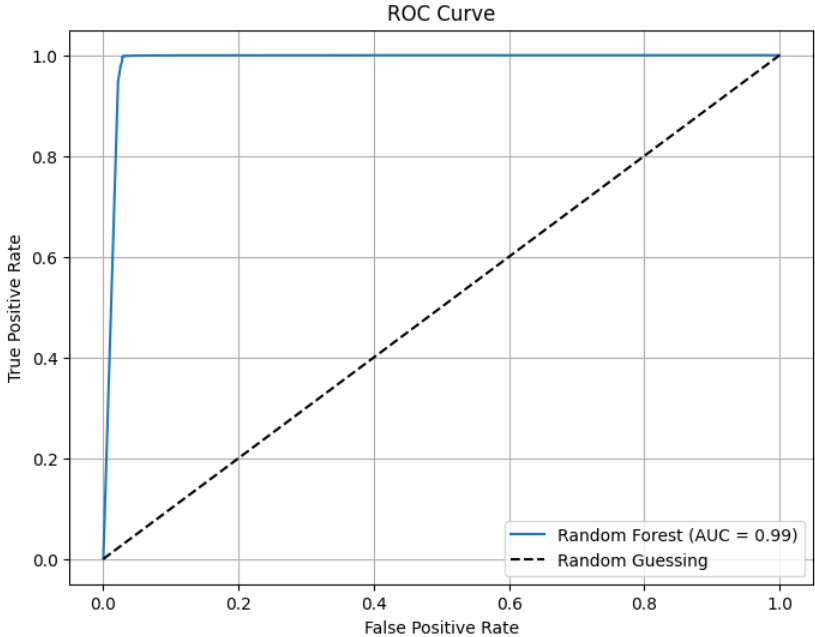 ROC Curve
True Positive Rate
1.0
0.8
0.6
0.4
0.2
0.0
0.0 0.2 0.4 0.6 0.8 1.0
False Positive Rate
Random Forest (AUC = 0.99)
Random Guessing